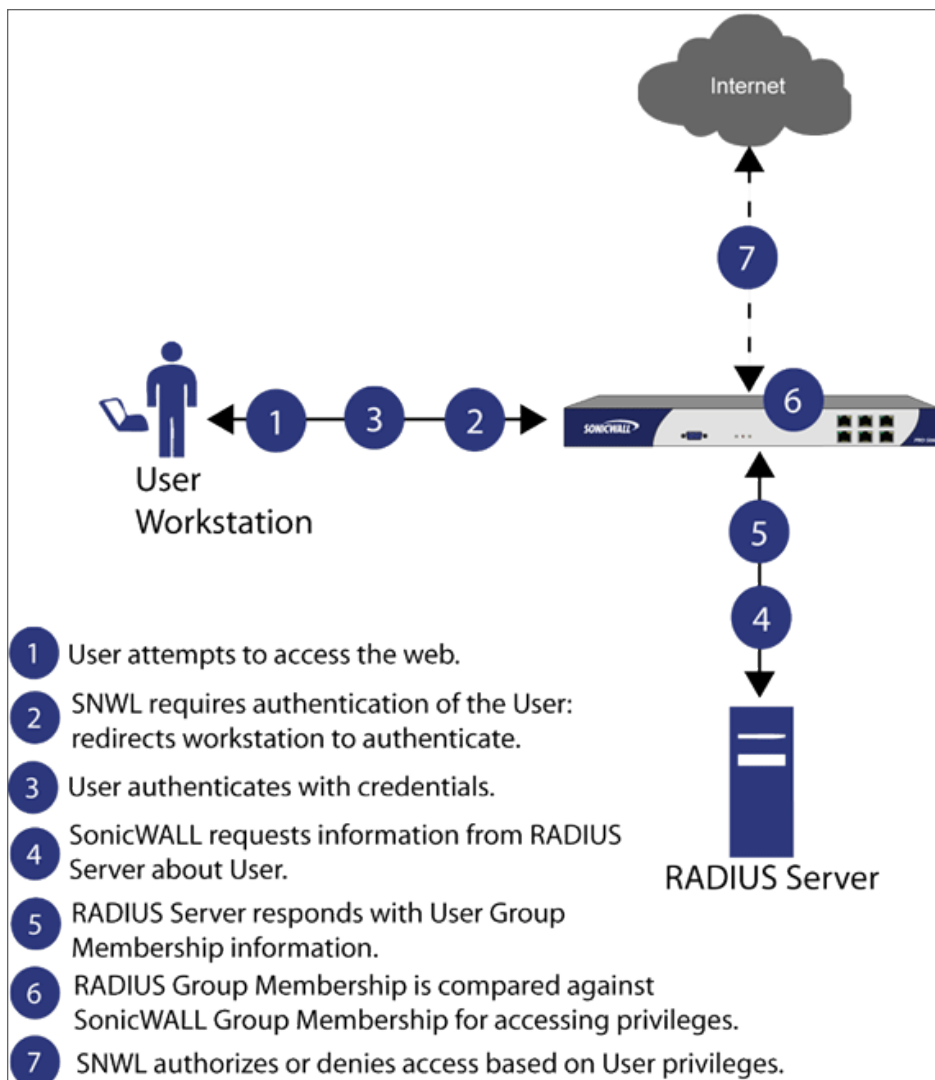 Internet
7
6
SONICWALL
1
3
2
User
Workstation
5
4
RADIUS Server
1 User attempts to access the web.
2 SNWL requires authentication of the User:
redirects workstation to authenticate.
3 User authenticates with credentials.
4 SonicWALL requests information from RADIUS
Server about User.
5 RADIUS Server responds with User Group
Membership information.
6 RADIUS Group Membership is compared against
SonicWALL Group Membership for accessing privileges.
7 SNWL authorizes or denies access based on User privileges.